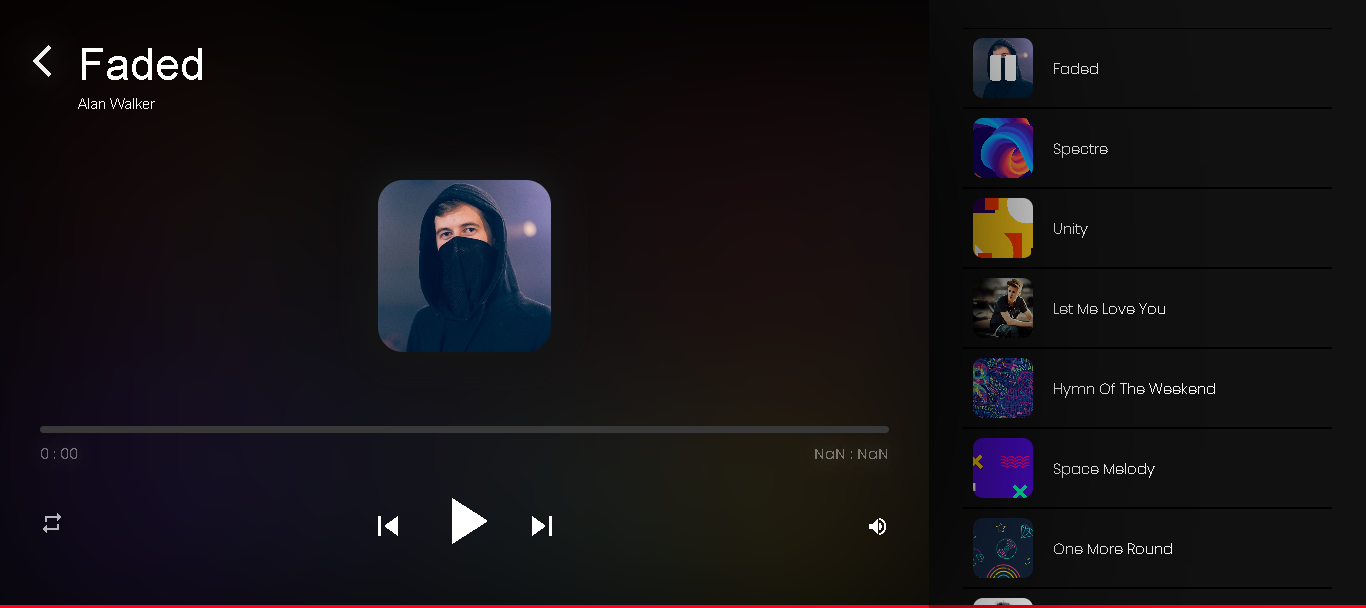 Faded
Alan Walker
0 : 00
NaN : NaN
Faded
Spectre
Unity
Let Me Love You
Hymn Of The Weekend
Space Melody
One More Round